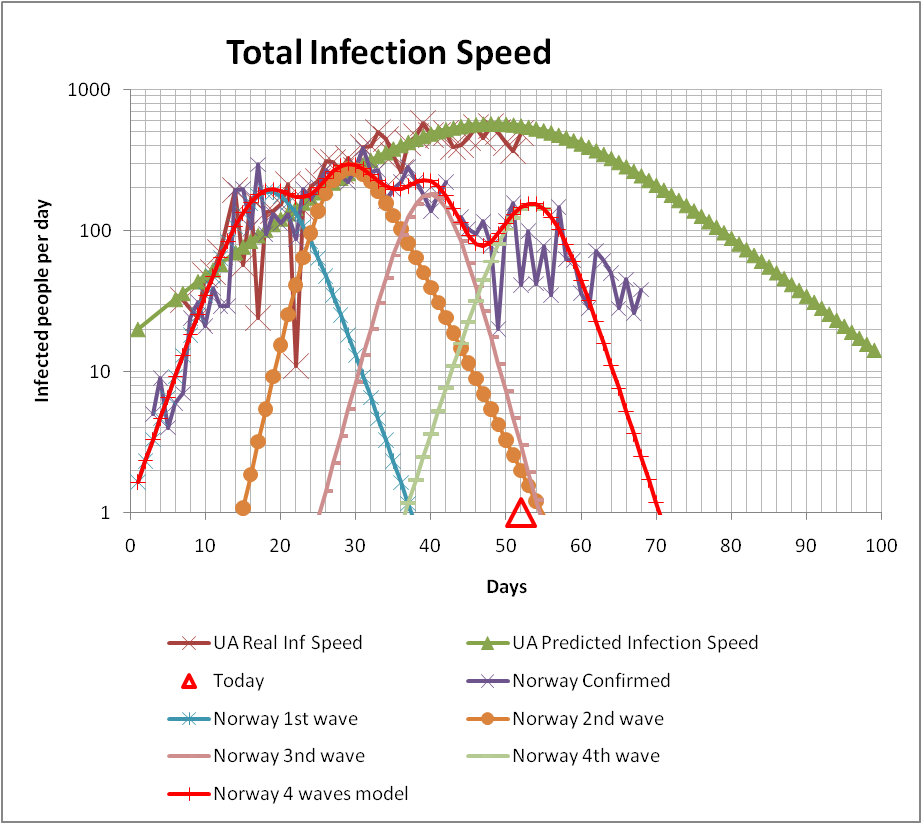 Total Infection Speed
Infected people per day
1000
100
10
1
0 10 20 30 40 50 60 70 80 90 100
Days
UA Real Inf Speed
UA Predicted Infection Speed
Today
Norway Confirmed
Norway 1st wave
Norway 2nd wave
Norway 3nd wave
Norway 4th wave
Norway 4 waves model